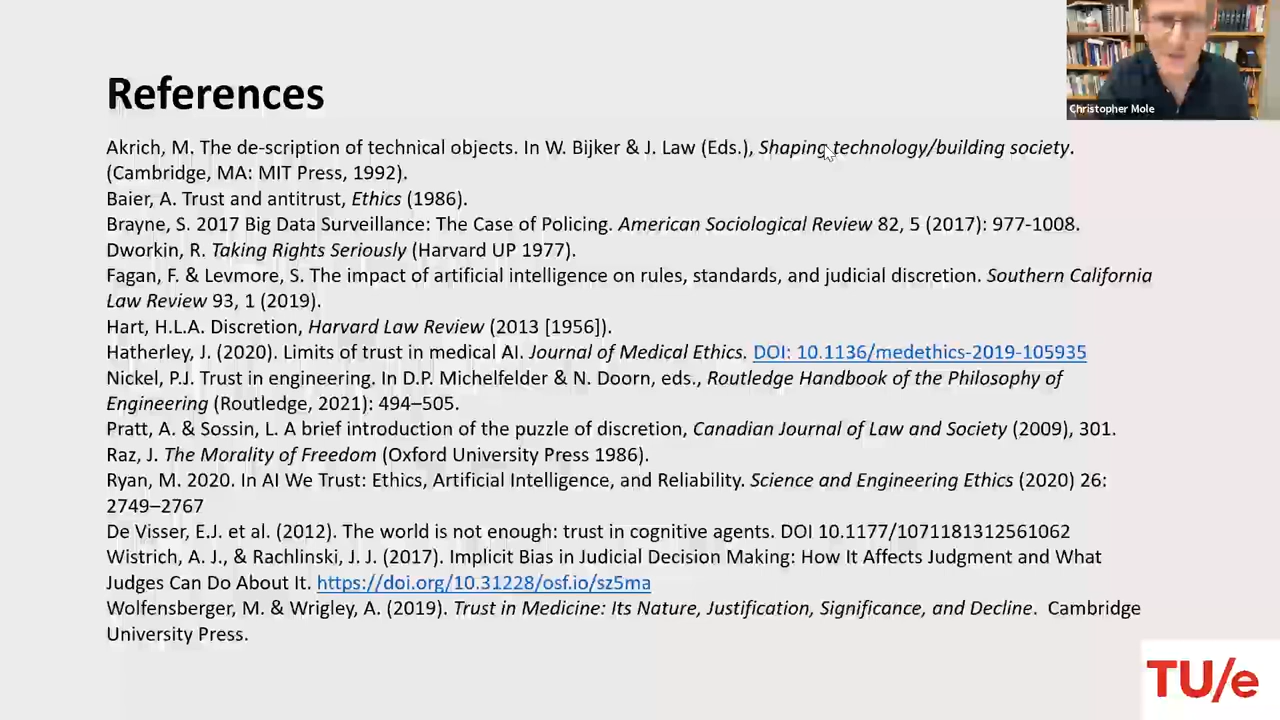 References
Akrich, M. The de-scription of technical objects. In W. Bijker & J. Law (Eds.), Shaping technology/building society.
(Cambridge, MA: MIT Press, 1992).
Baier, A. Trust and antitrust, Ethics (1986).
Brayne, S. 2017 Big Data Surveillance: The Case of Policing. American Sociological Review 82, 5 (2017): 977-1008.
Dworkin, R. Taking Rights Seriously (Harvard UP 1977).
Fagan, F. & Levmore, S. The impact of artificial intelligence on rules, standards, and judicial discretion. Southern California
Law Review 93, 1 (2019).
Hart, H.L.A. Discretion, Harvard Law Review (2013 [1956]).
Hatherley, J. (2020). Limits of trust in medical AI. Journal of Medical Ethics. DOI: 10.1136/medethics-2019-105935
Nickel, P.J. Trust in engineering. In D.P. Michelfelder & N. Doorn, eds., Routledge Handbook of the Philosophy of
Engineering (Routledge, 2021): 494–505.
Pratt, A. & Sossin, L. A brief introduction of the puzzle of discretion, Canadian Journal of Law and Society (2009), 301.
Raz, J. The Morality of Freedom (Oxford University Press 1986).
Ryan, M. 2020. In AI We Trust: Ethics, Artificial Intelligence, and Reliability. Science and Engineering Ethics (2020) 26:
2749–2767
De Visser, E.J. et al. (2012). The world is not enough: trust in cognitive agents. DOI 10.1177/1071181312561062
Wistrich, A. J., & Rachlinski, J. J. (2017). Implicit Bias in Judicial Decision Making: How It Affects Judgment and What
Judges Can Do About It. https://doi.org/10.31228/osf.io/sz5ma
Wolfensberger, M. & Wrigley, A. (2019). Trust in Medicine: Its Nature, Justification, Significance, and Decline. Cambridge
University Press.
Christopher Mole
TU/e